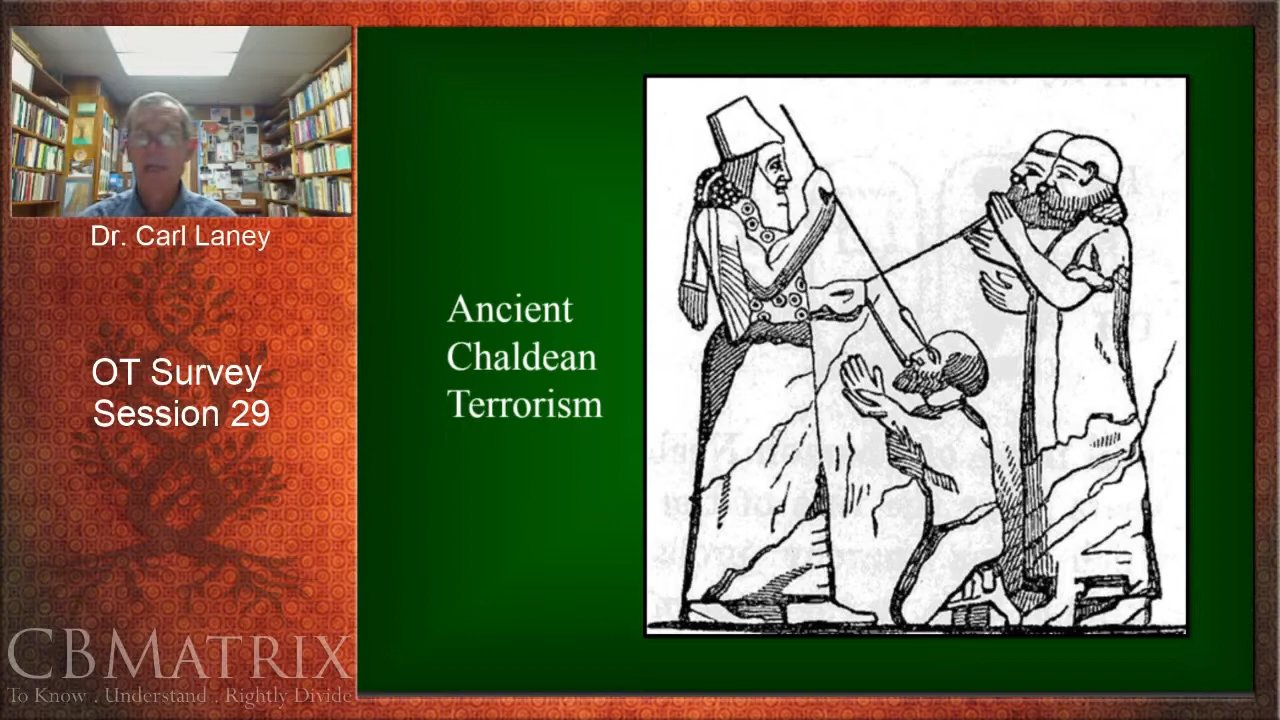 Dr. Carl Laney
OT Survey
Session 29
CBMATRIX
To Know . Understand . Rightly Divide
Ancient
Chaldean
Terrorism